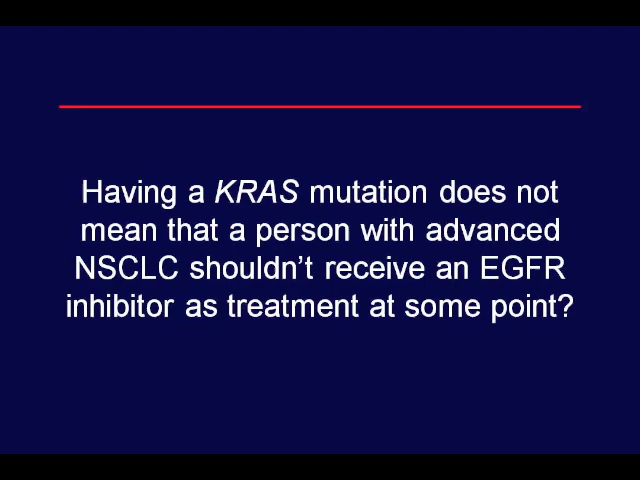 Having a KRAS mutation does not
mean that a person with advanced
NSCLC shouldn't receive an EGFR
inhibitor as treatment at some point?